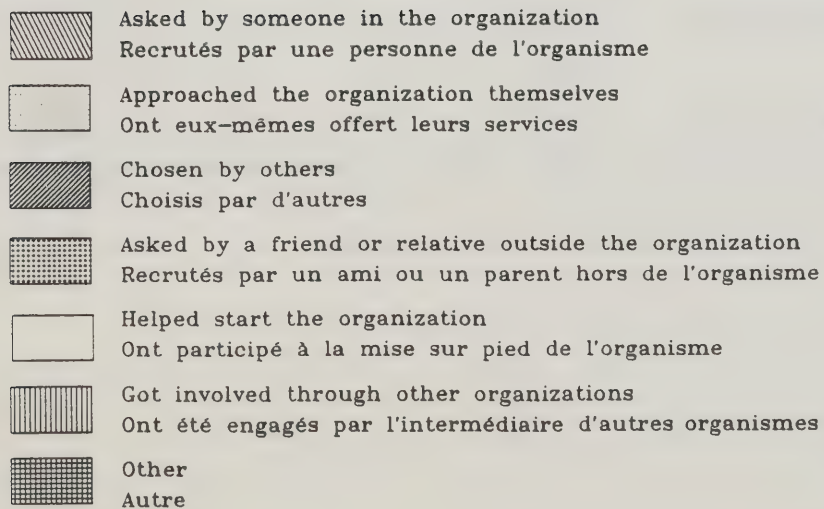 Asked by someone in the organization
Recrutés par une personne de l'organisme
Approached the organization themselves
Ont eux-mêmes offert leurs services
Chosen by others
Choisis par d'autres
Asked by a friend or relative outside the organization
Recrutés par un ami ou un parent hors de l'organisme
Helped start the organization
Ont participé à la mise sur pied de l'organisme
Got involved through other organizations
Ont été engagés par l'intermédiaire d'autres organismes
Other
Autre